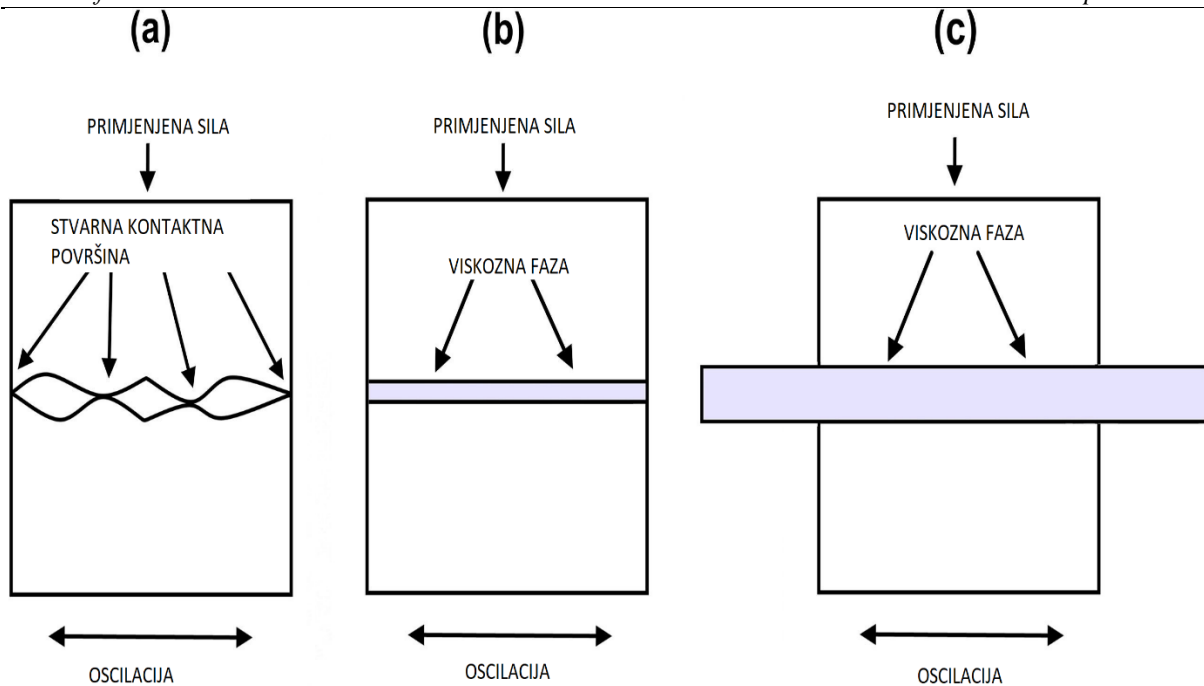 (a)
(b)
(c)
PRIMJENJENA SILA
PRIMJENJENA SILA
PRIMJENJENA SILA
STVARNA KONTAKTNA
POVRŠINA
VISKOZNA FAZA
VISKOZNA FAZA
OSCILACIJA
OSCILACIJA
OSCILACIJA